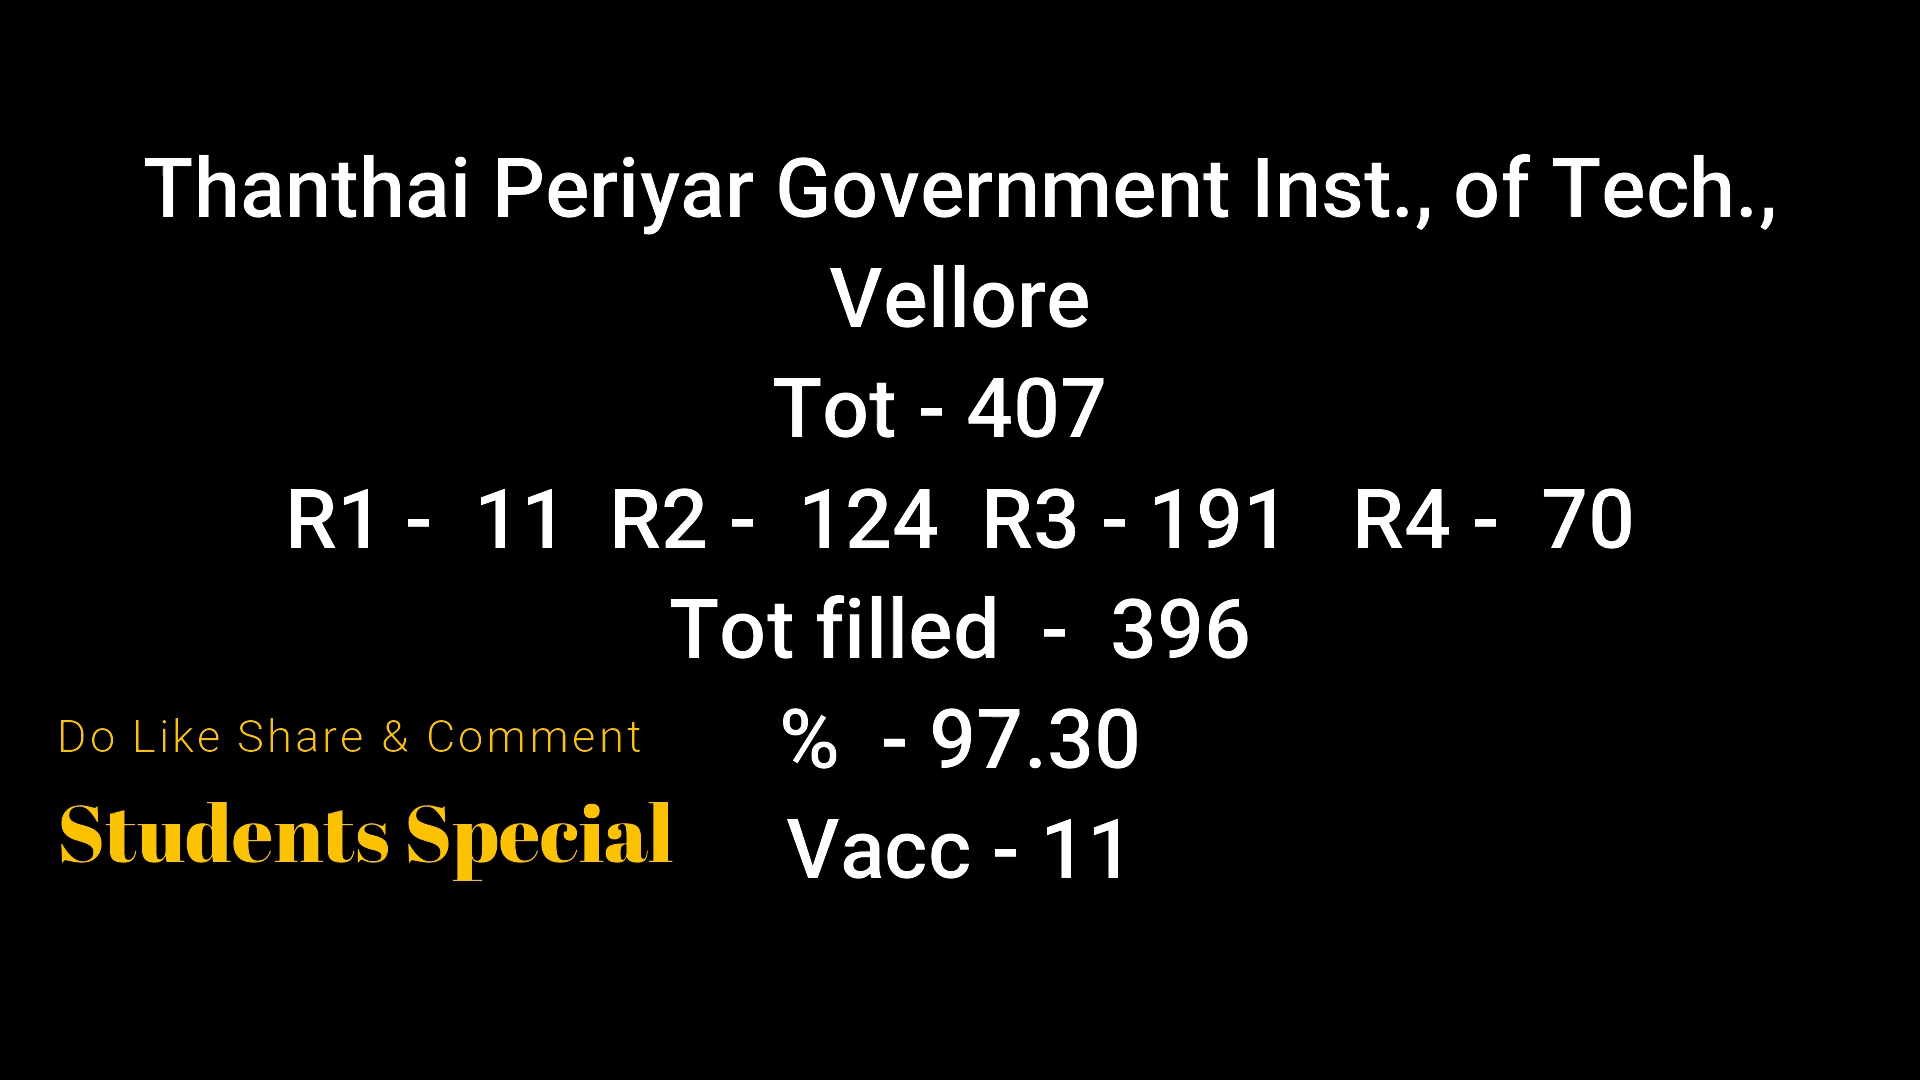 Thanthai Periyar Government Inst., of Tech.,
Vellore
Tot - 407
R1 - 11 R2 - 124 R3 - 191 R4 - 70
Tot filled - 396
% - 97.30
Vacc - 11
Do Like Share & Comment
Students Special